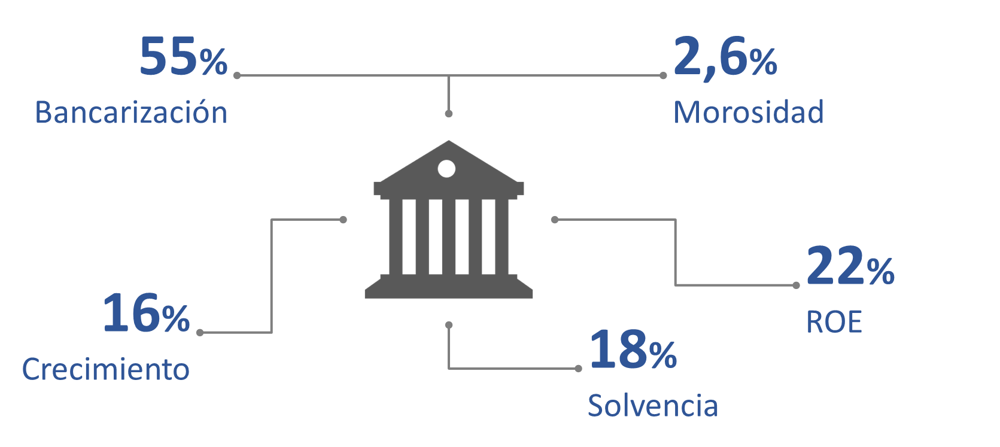 55%
Bancarización
2,6%
Morosidad
16%
Crecimiento
22%
ROE
18%
Solvencia